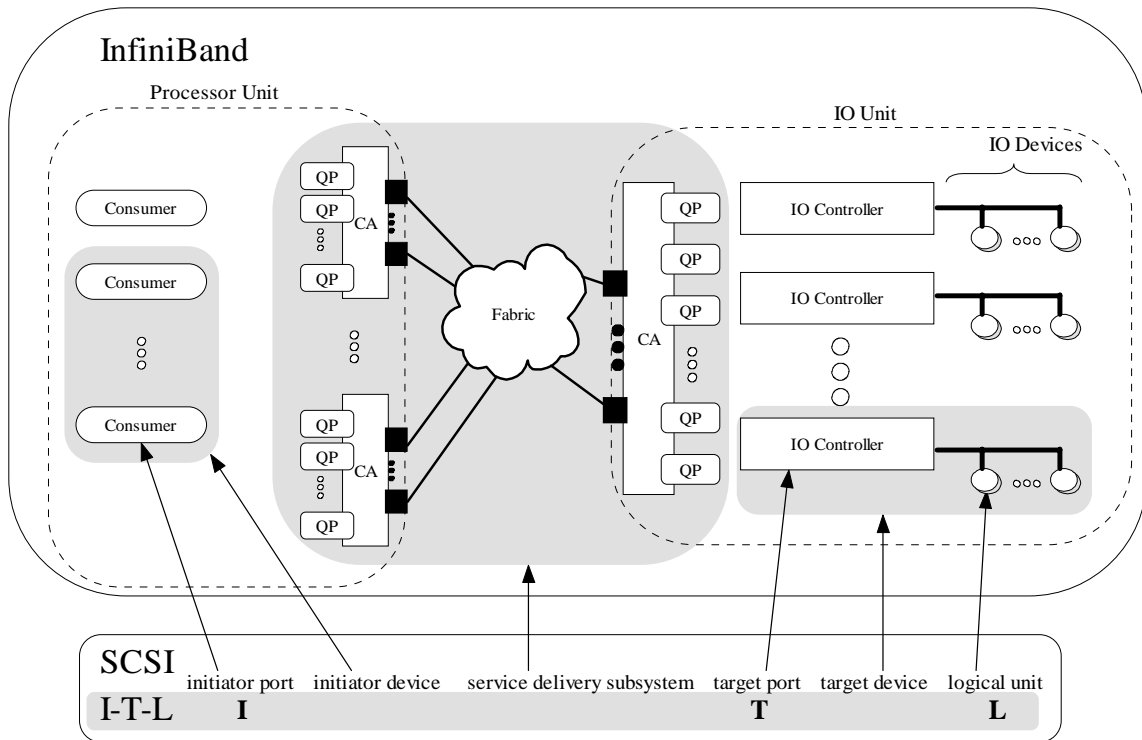 InfiniBand
Processor Unit
IO Unit
IO Devices
Consumer
Consumer
Consumer
QP
QP
QP
CA
QP
QP
QP
CA
Fabric
CA
QP
QP
QP
QP
QP
IO Controller
IO Controller
IO Controller
SCSI
initiator port initiator device service delivery subsystem target port target device logical unit
I-T-L I T L